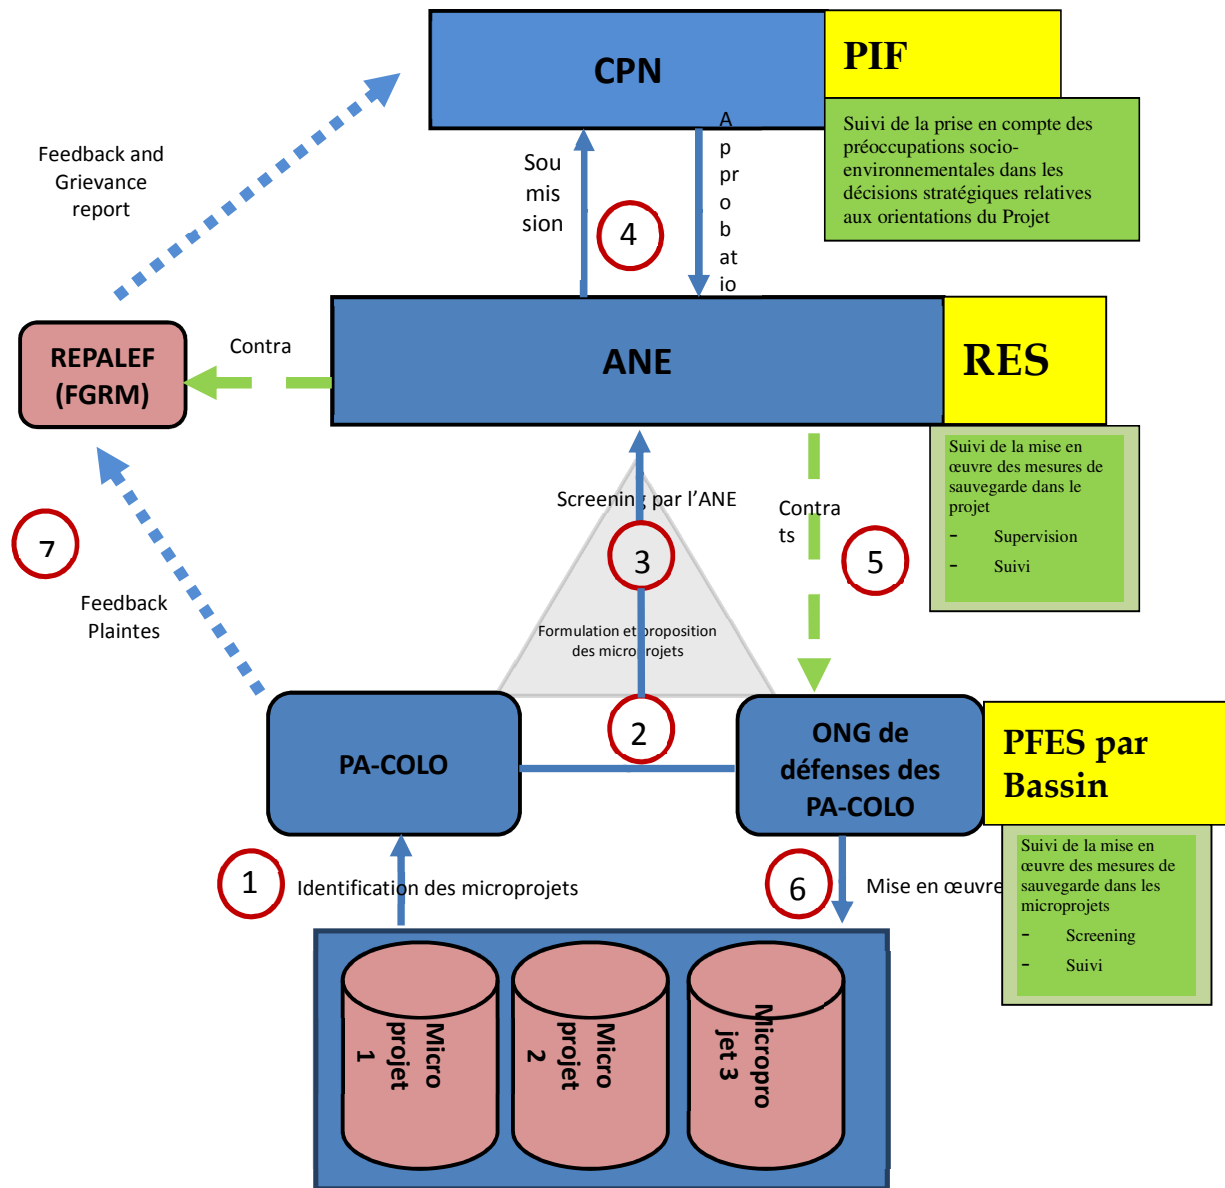 CPN
PIF
Suivi de la prise en compte des
préoccupations socio-
environnementales dans les
décisions stratégiques relatives
aux orientations du Projet
Feedback and
Grievance
report
Sou
mis
sion
4
A
p
pr
o
b
at
io
REPALEF
(FGRM)
Contra
ANE
RES
Suivi de la mise en
œuvre des mesures de
sauvegarde dans le
projet
- Supervision
- Suivi
Screening par l’ANE
Contra
ts
3
5
7
Feedback
Plaintes
Formulation et proposition
des microprojets
2
PA-COLO
ONG de
défenses des
PA-COLO
PFES par
Bassin
Suivi de la mise en
œuvre des mesures de
sauvegarde dans les
microprojets
- Screening
- Suivi
1
Identification des microprojets
6
Mise en œuvre
Micro
projet
1
Micro
projet
2
Micropro
jet 3